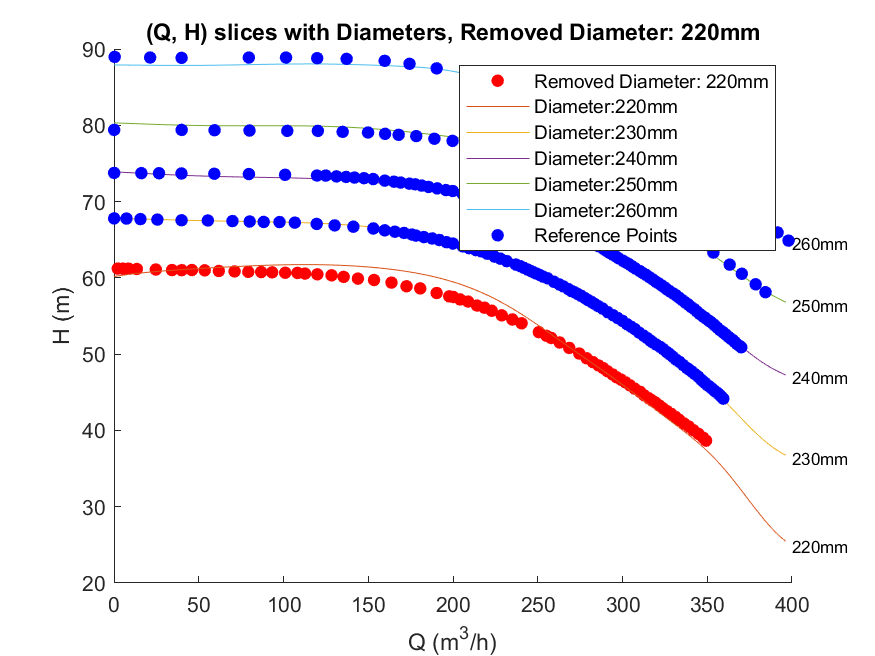 (Q, H) slices with Diameters, Removed Diameter: 220mm
90
80
70
60
50
40
30
20
H (m)
Removed Diameter: 220mm
Diameter:220mm
Diameter:230mm
Diameter:240mm
Diameter:250mm
Diameter:260mm
Reference Points
260mm
250mm
240mm
230mm
220mm
0 50 100 150 200 250 300 350 400
Q (m³/h)